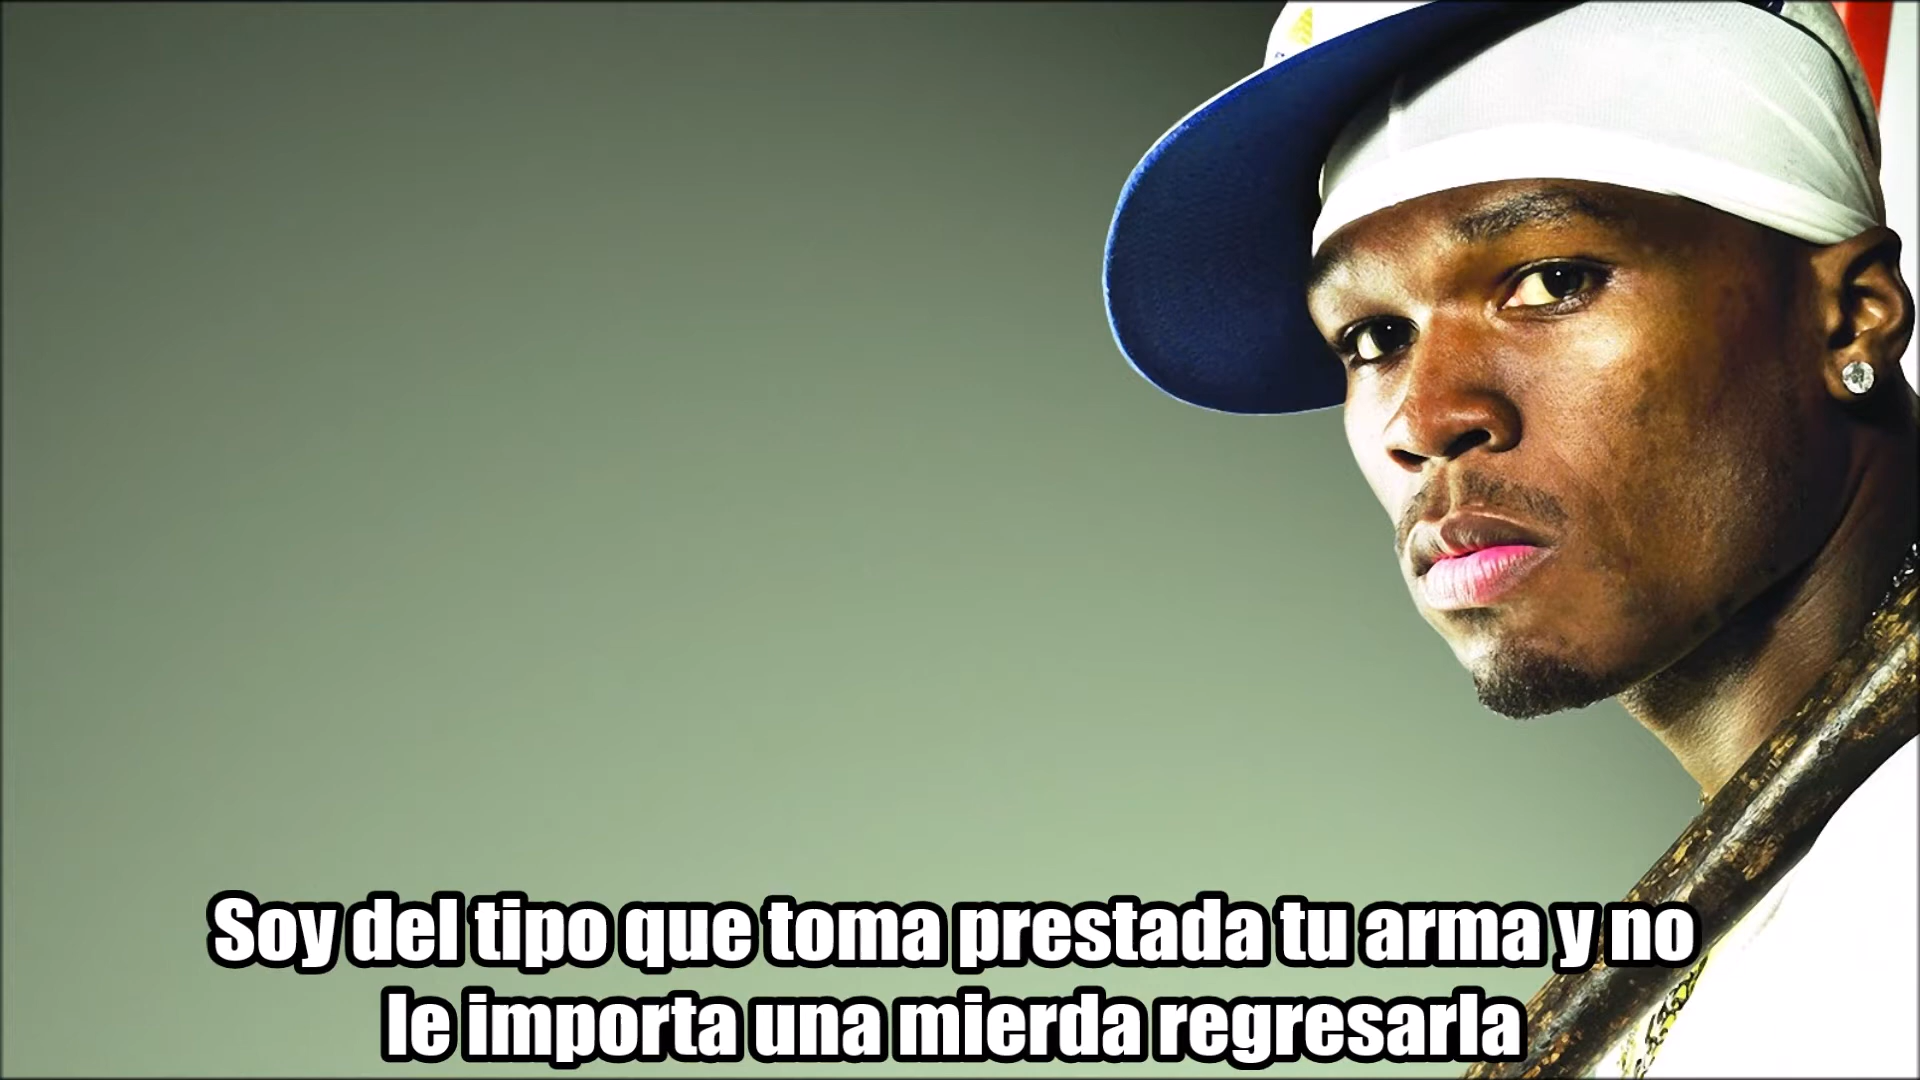 Soy del tipo que toma prestada tu arma y no
le importa una mierda regresarla